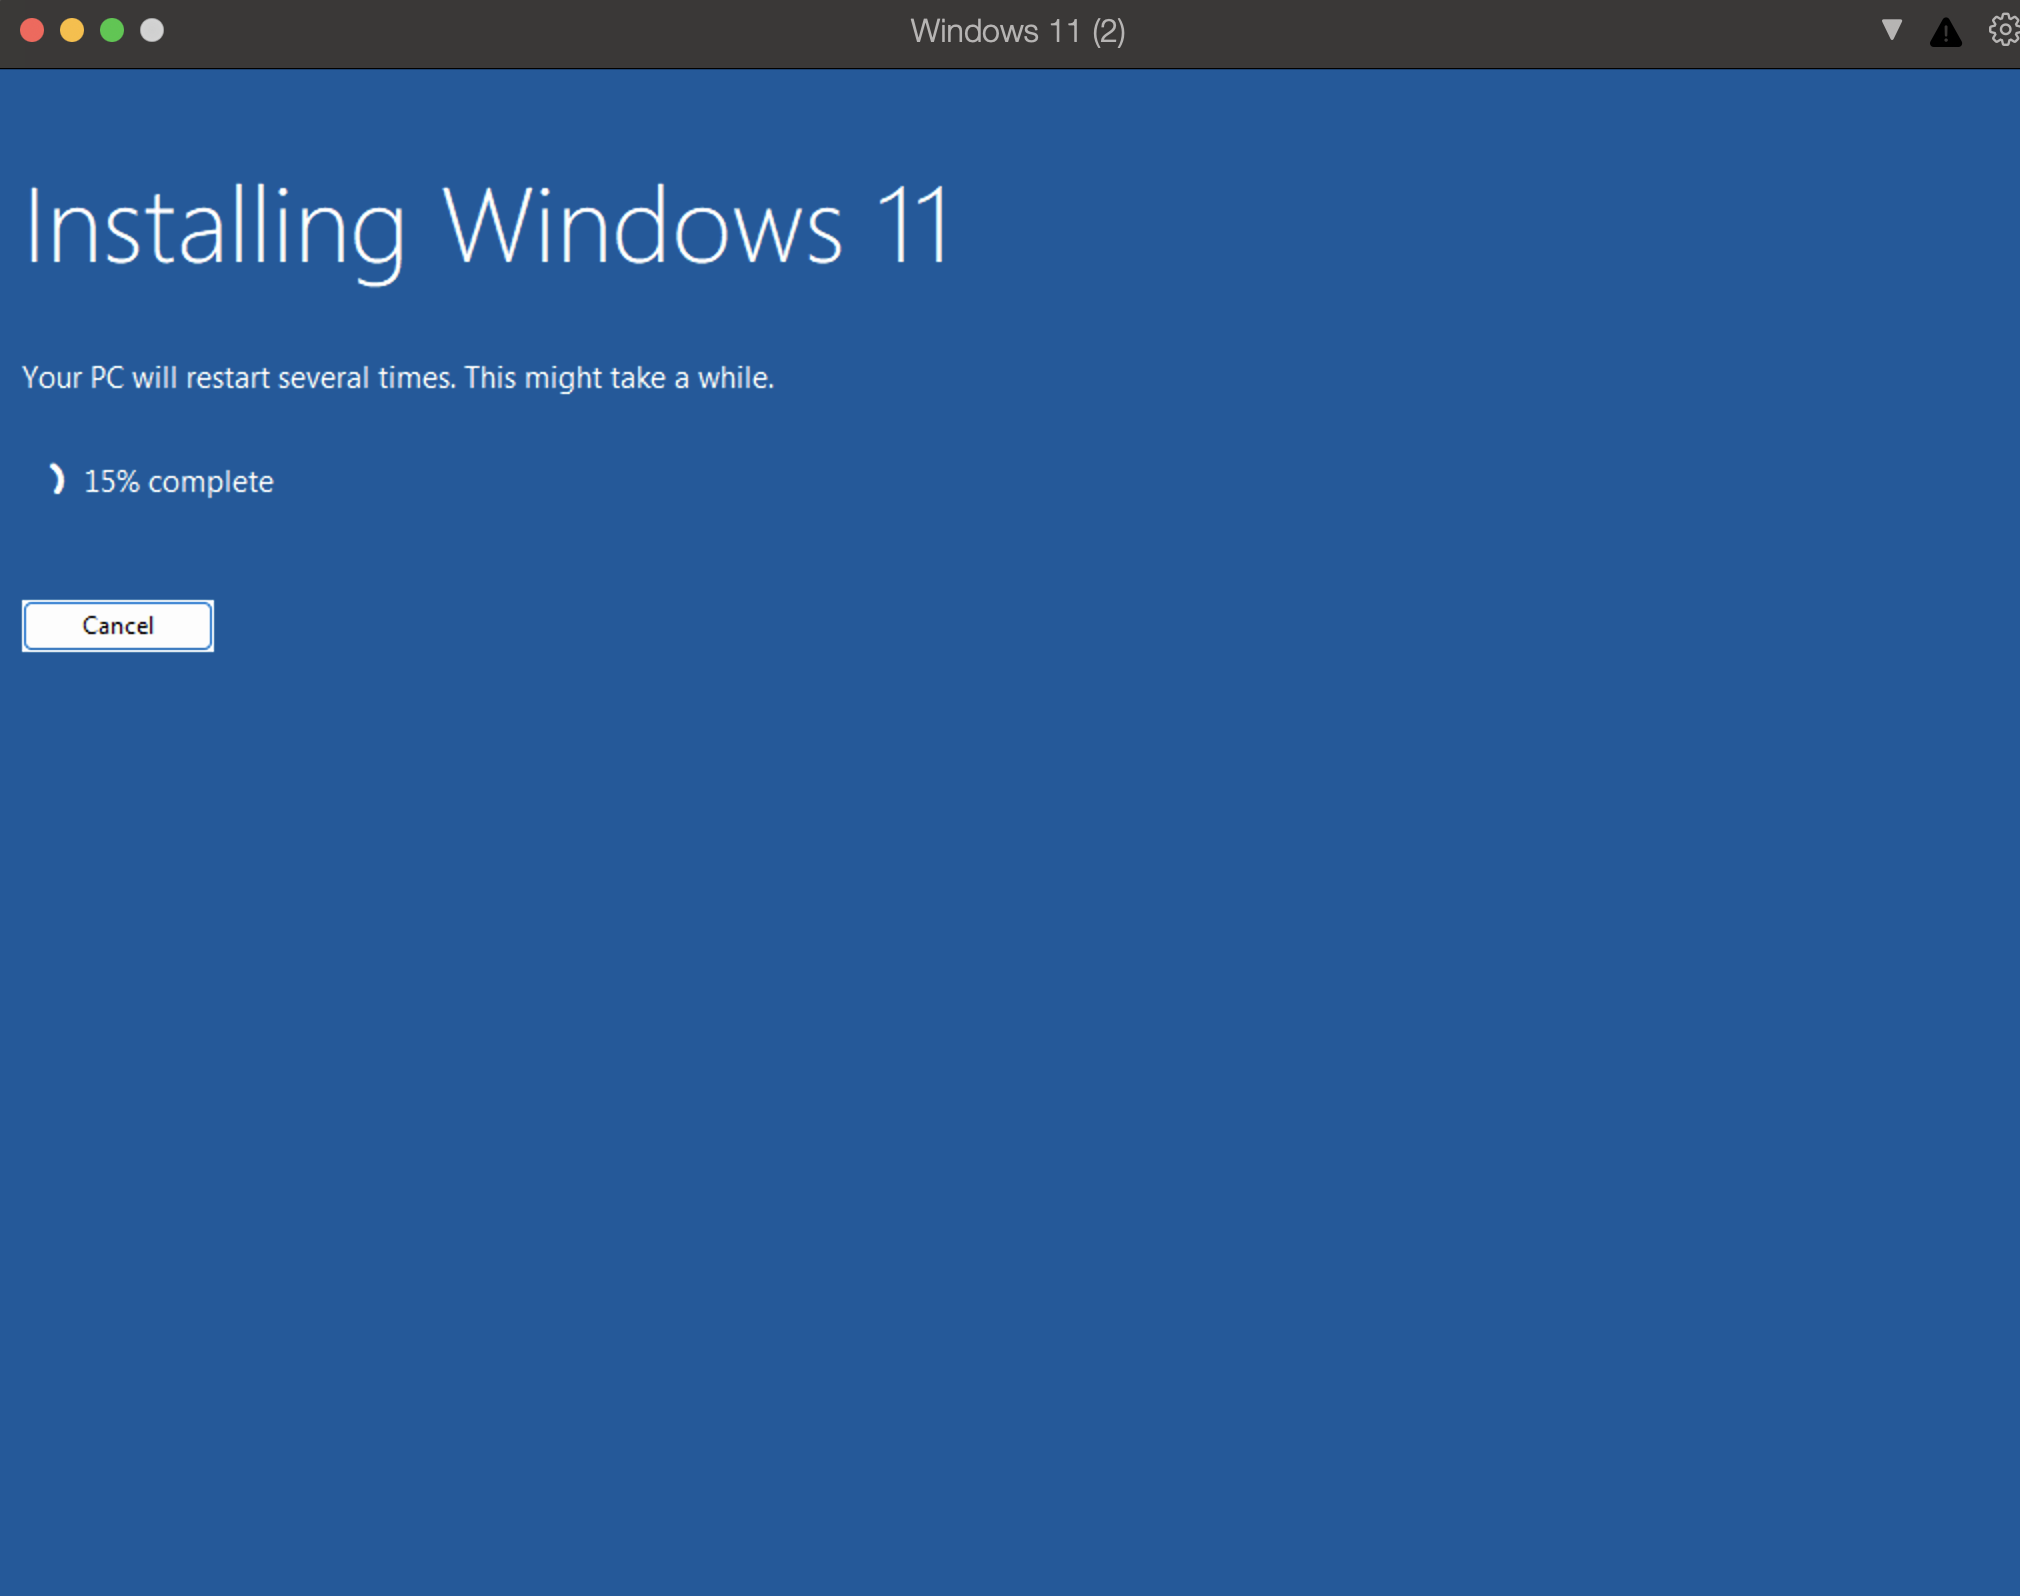 Windows 11 (2)
Installing Windows 11
Your PC will restart several times. This might take a while.
15% complete
Cancel